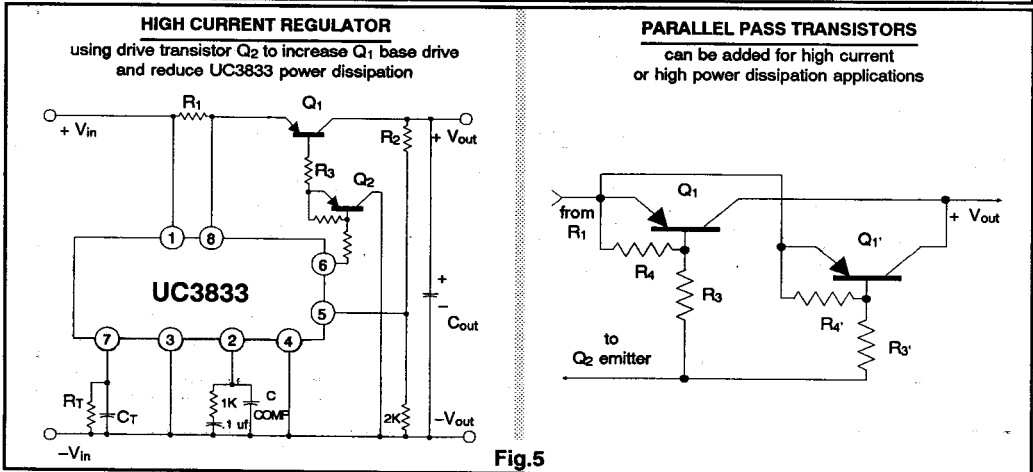 HIGH CURRENT REGULATOR
using drive transistor Q2 to increase Q1 base drive
and reduce UC3833 power dissipation
R1
Q1
+ Vin
R2
+ Vout
R3
Q2
1
8
6
UC3833
5
+
−
Cout
7
3
2
4
RT
CT
1K
.1 uf
C
COMP
2K
−Vout
−Vin
PARALLEL PASS TRANSISTORS
can be added for high current
or high power dissipation applications
Q1
from
R1
+ Vout
Q1'
R4
R3
R4'
R3'
to
Q2 emitter
Fig.5